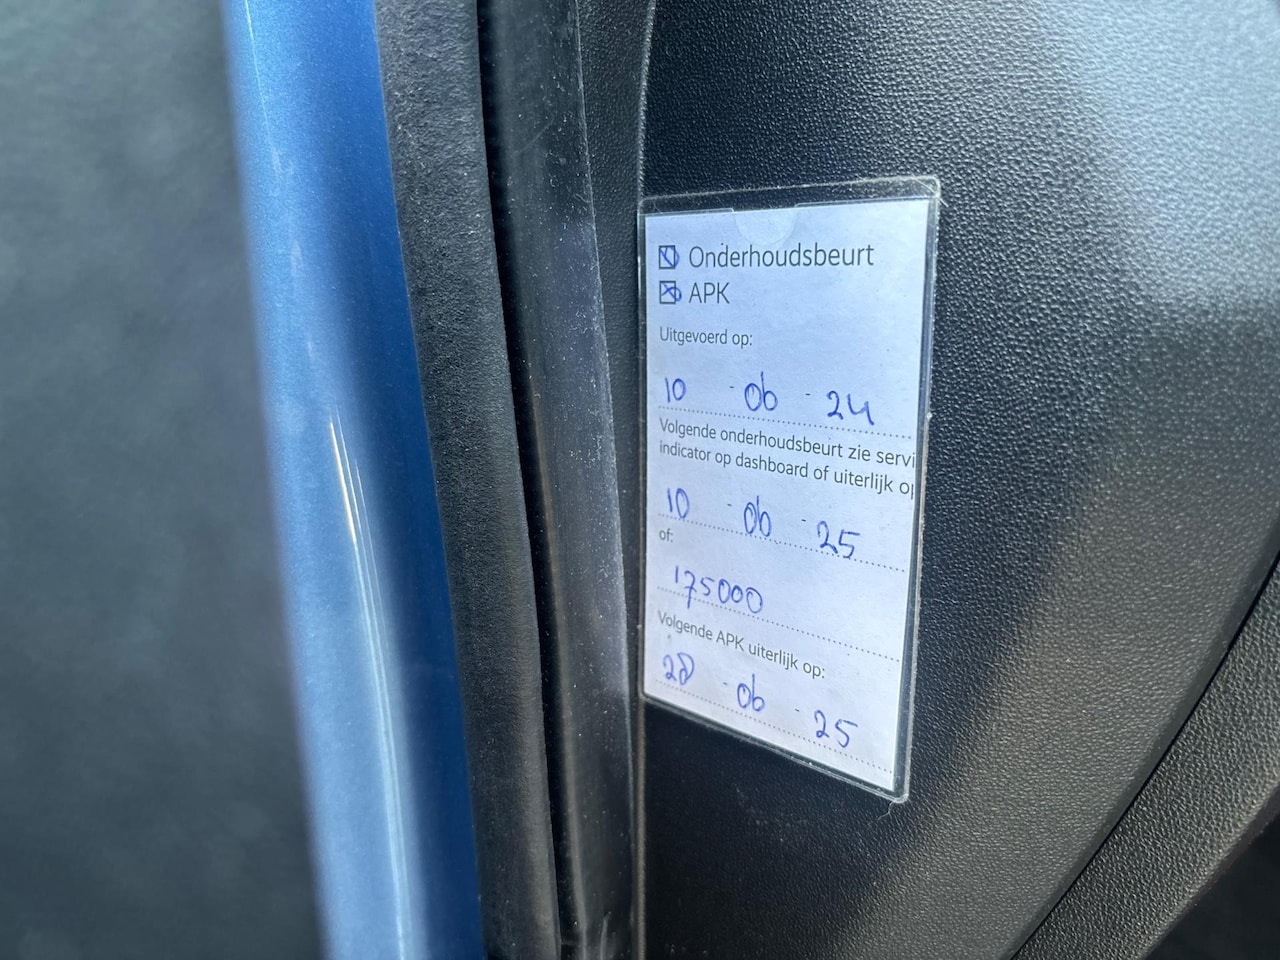 Onderhoudsbeurt
APK
Uitgevoerd op:
10 - 06 - 24
Volgende onderhoudsbeurt zie servi
indicator op dashboard of uiterlijk op
10 - 06 - 25
of:
175000
Volgende APK uiterlijk op:
28 - 06 - 25